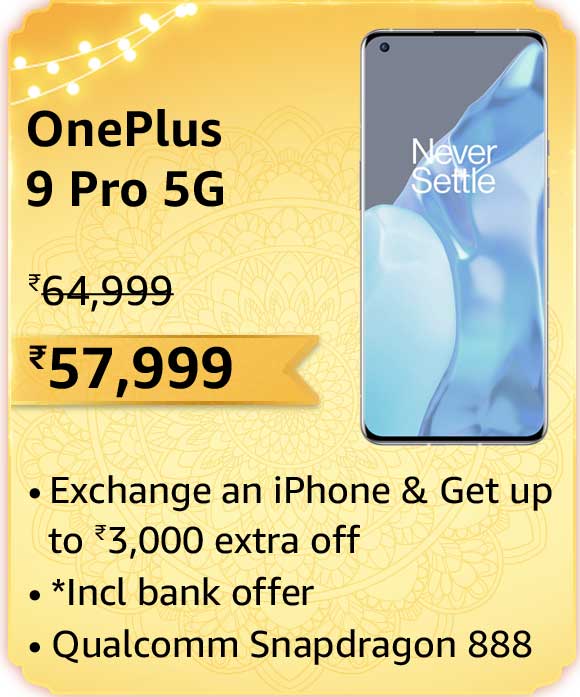 OnePlus
9 Pro 5G
₹64,999
₹57,999
Never
Settle
• Exchange an iPhone & Get up
to ₹3,000 extra off
• *Incl bank offer
• Qualcomm Snapdragon 888